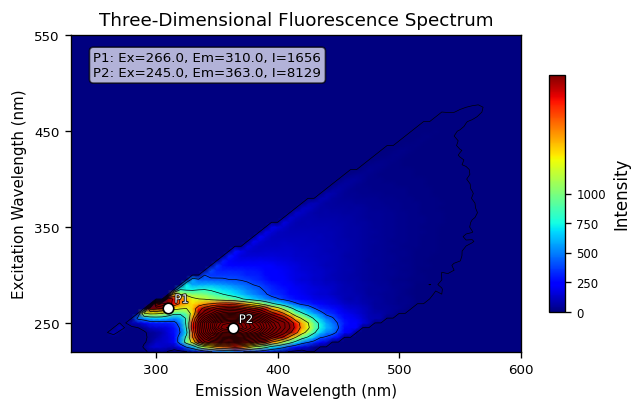 Three-Dimensional Fluorescence Spectrum
P1: Ex=266.0, Em=310.0, I=1656
P2: Ex=245.0, Em=363.0, I=8129
550
450
350
250
Excitation Wavelength (nm)
P1
P2
300
400
500
600
Emission Wavelength (nm)
1000
750
500
250
0
Intensity